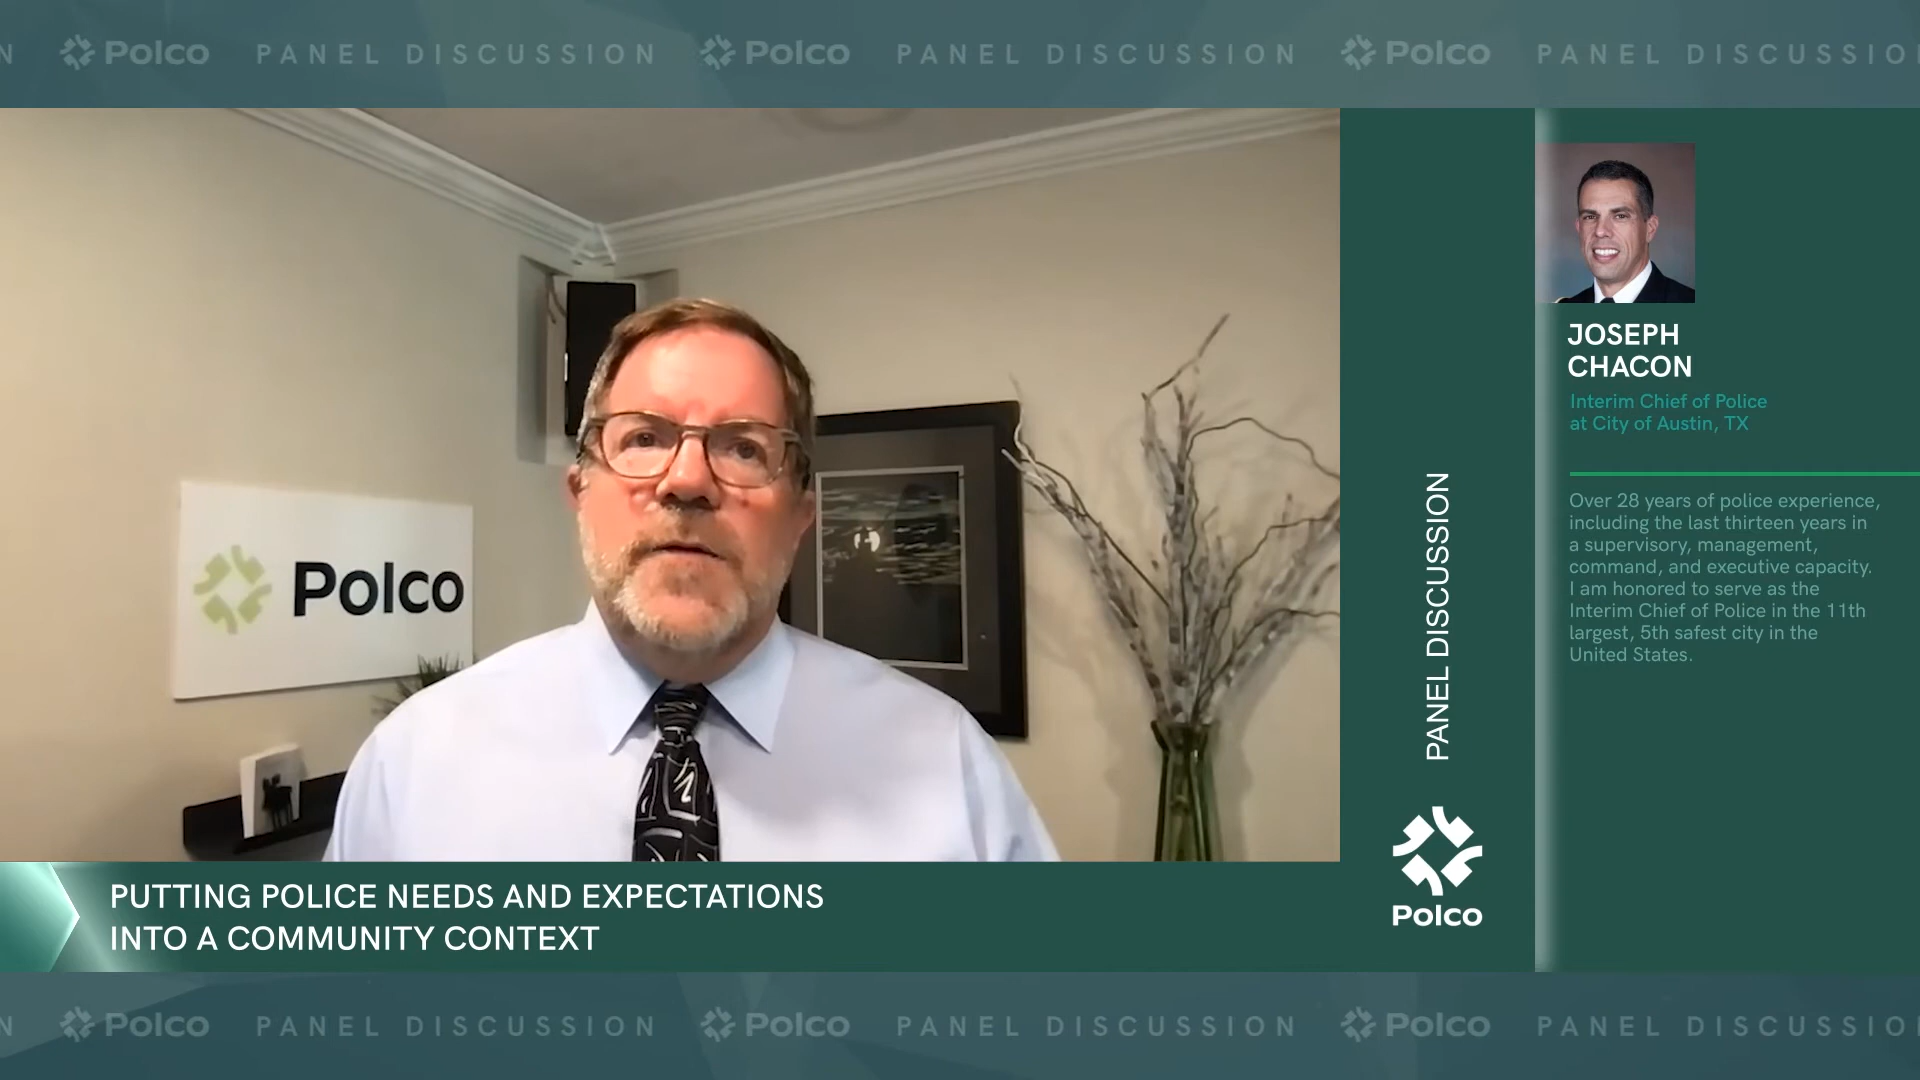 N Polco PANEL DISCUSSION Polco PANEL DISCUSSION Polco PANEL DISCUSSIO
Polco
PUTTING POLICE NEEDS AND EXPECTATIONS
INTO A COMMUNITY CONTEXT
PANEL DISCUSSION
Polco
JOSEPH
CHACON
Interim Chief of Police
at City of Austin, TX
Over 28 years of police experience,
including the last thirteen years in
a supervisory, management,
command, and executive capacity.
I am honored to serve as the
Interim Chief of Police in the 11th
largest, 5th safest city in the
United States.
N Polco PANEL DISCUSSION Polco PANEL DISCUSSION Polco PANEL DISCUSSIO